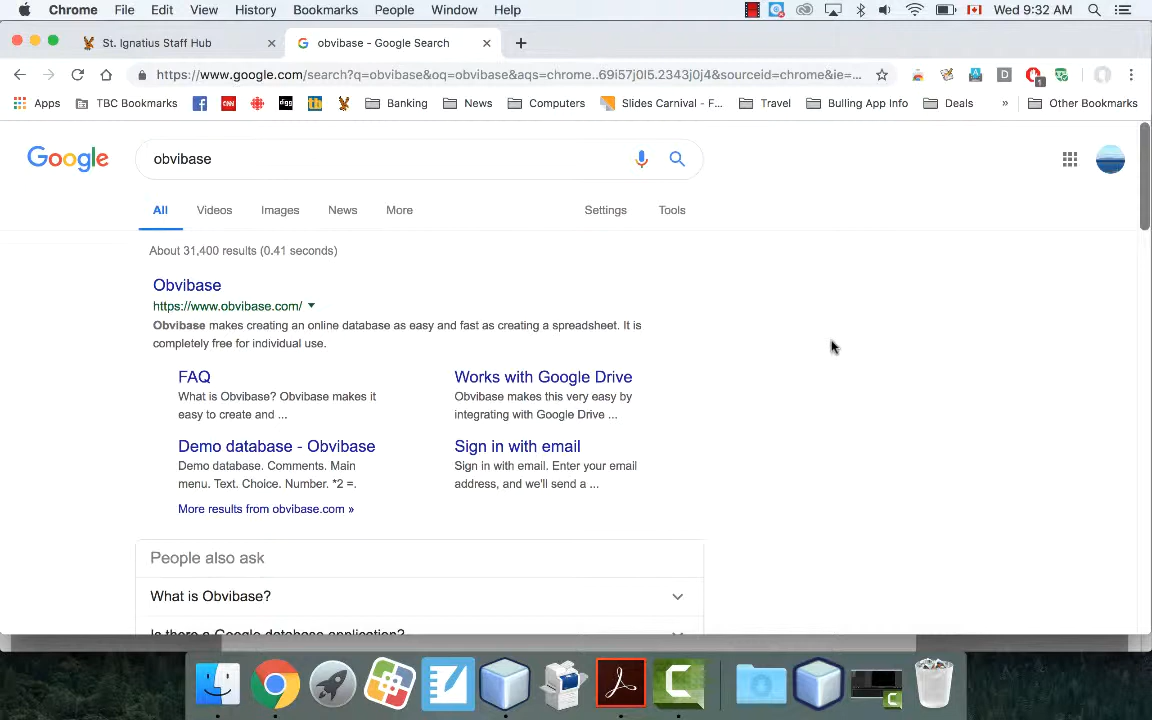 Chrome File Edit View History Bookmarks People Window Help Wed 9:32 AM
St. Ignatius Staff Hub obvibase - Google Search
https://www.google.com/search?q=obvibase&oq=obvibase&aqs=chrome..69i57j0l5.2343j0j4&sourceid=chrome&ie=...
Apps TBC Bookmarks CNN digg tb Banking News Computers Slides Carnival - F... Travel Bulling App Info Deals » Other Bookmarks
Google obvibase
All Videos Images News More Settings Tools
About 31,400 results (0.41 seconds)
Obvibase
https://www.obvibase.com/
Obvibase makes creating an online database as easy and fast as creating a spreadsheet. It is
completely free for individual use.
FAQ
What is Obvibase? Obvibase makes it
easy to create and ...
Works with Google Drive
Obvibase makes this very easy by
integrating with Google Drive ...
Demo database - Obvibase
Demo database. Comments. Main
menu. Text. Choice. Number. *2 =.
Sign in with email
Sign in with email. Enter your email
address, and we'll send a ...
More results from obvibase.com »
People also ask
What is Obvibase?
Is there a Google database application?